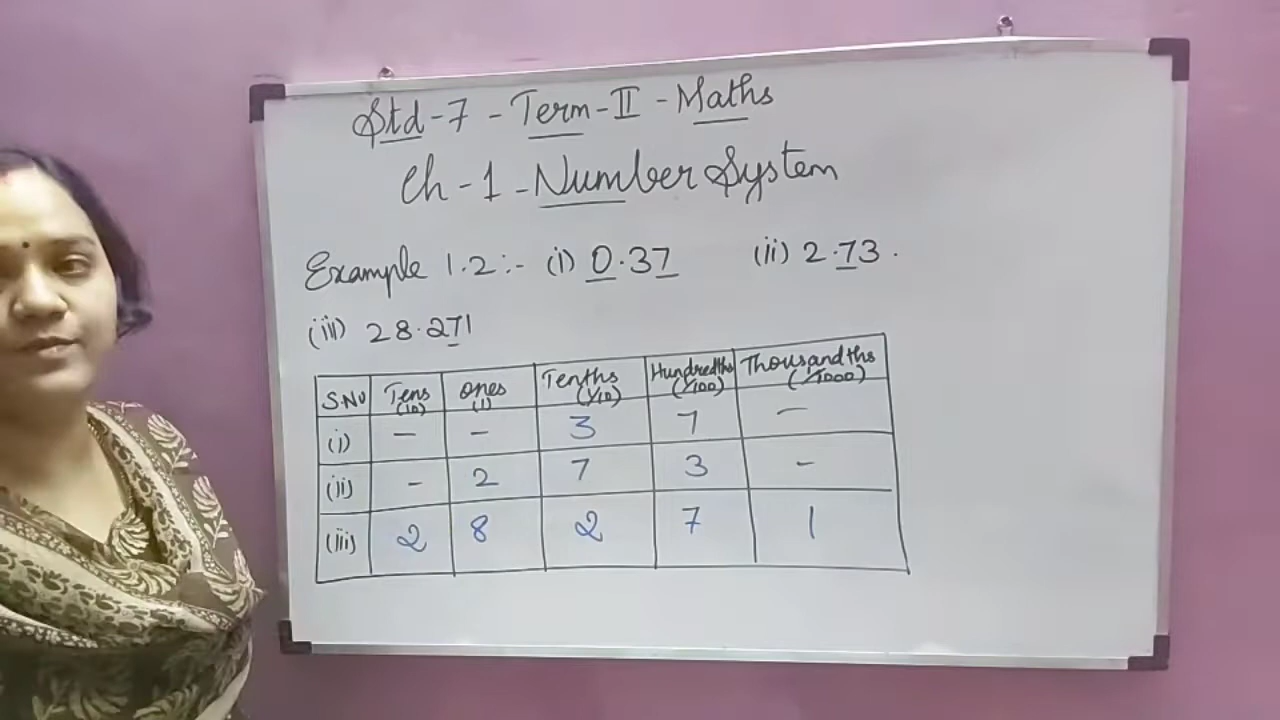 Std-7-Term-II-Maths
Ch-1-Number System
Example 1.2:- (i) 0.37 (ii) 2.73.
(iii) 28.271
S.No Tens (10) Ones (1) Tenths (1/10) Hundredths (1/100) Thousandths (1/1000)
(i) - - 3 7 -
(ii) - 2 7 3 -
(iii) 2 8 2 7 1